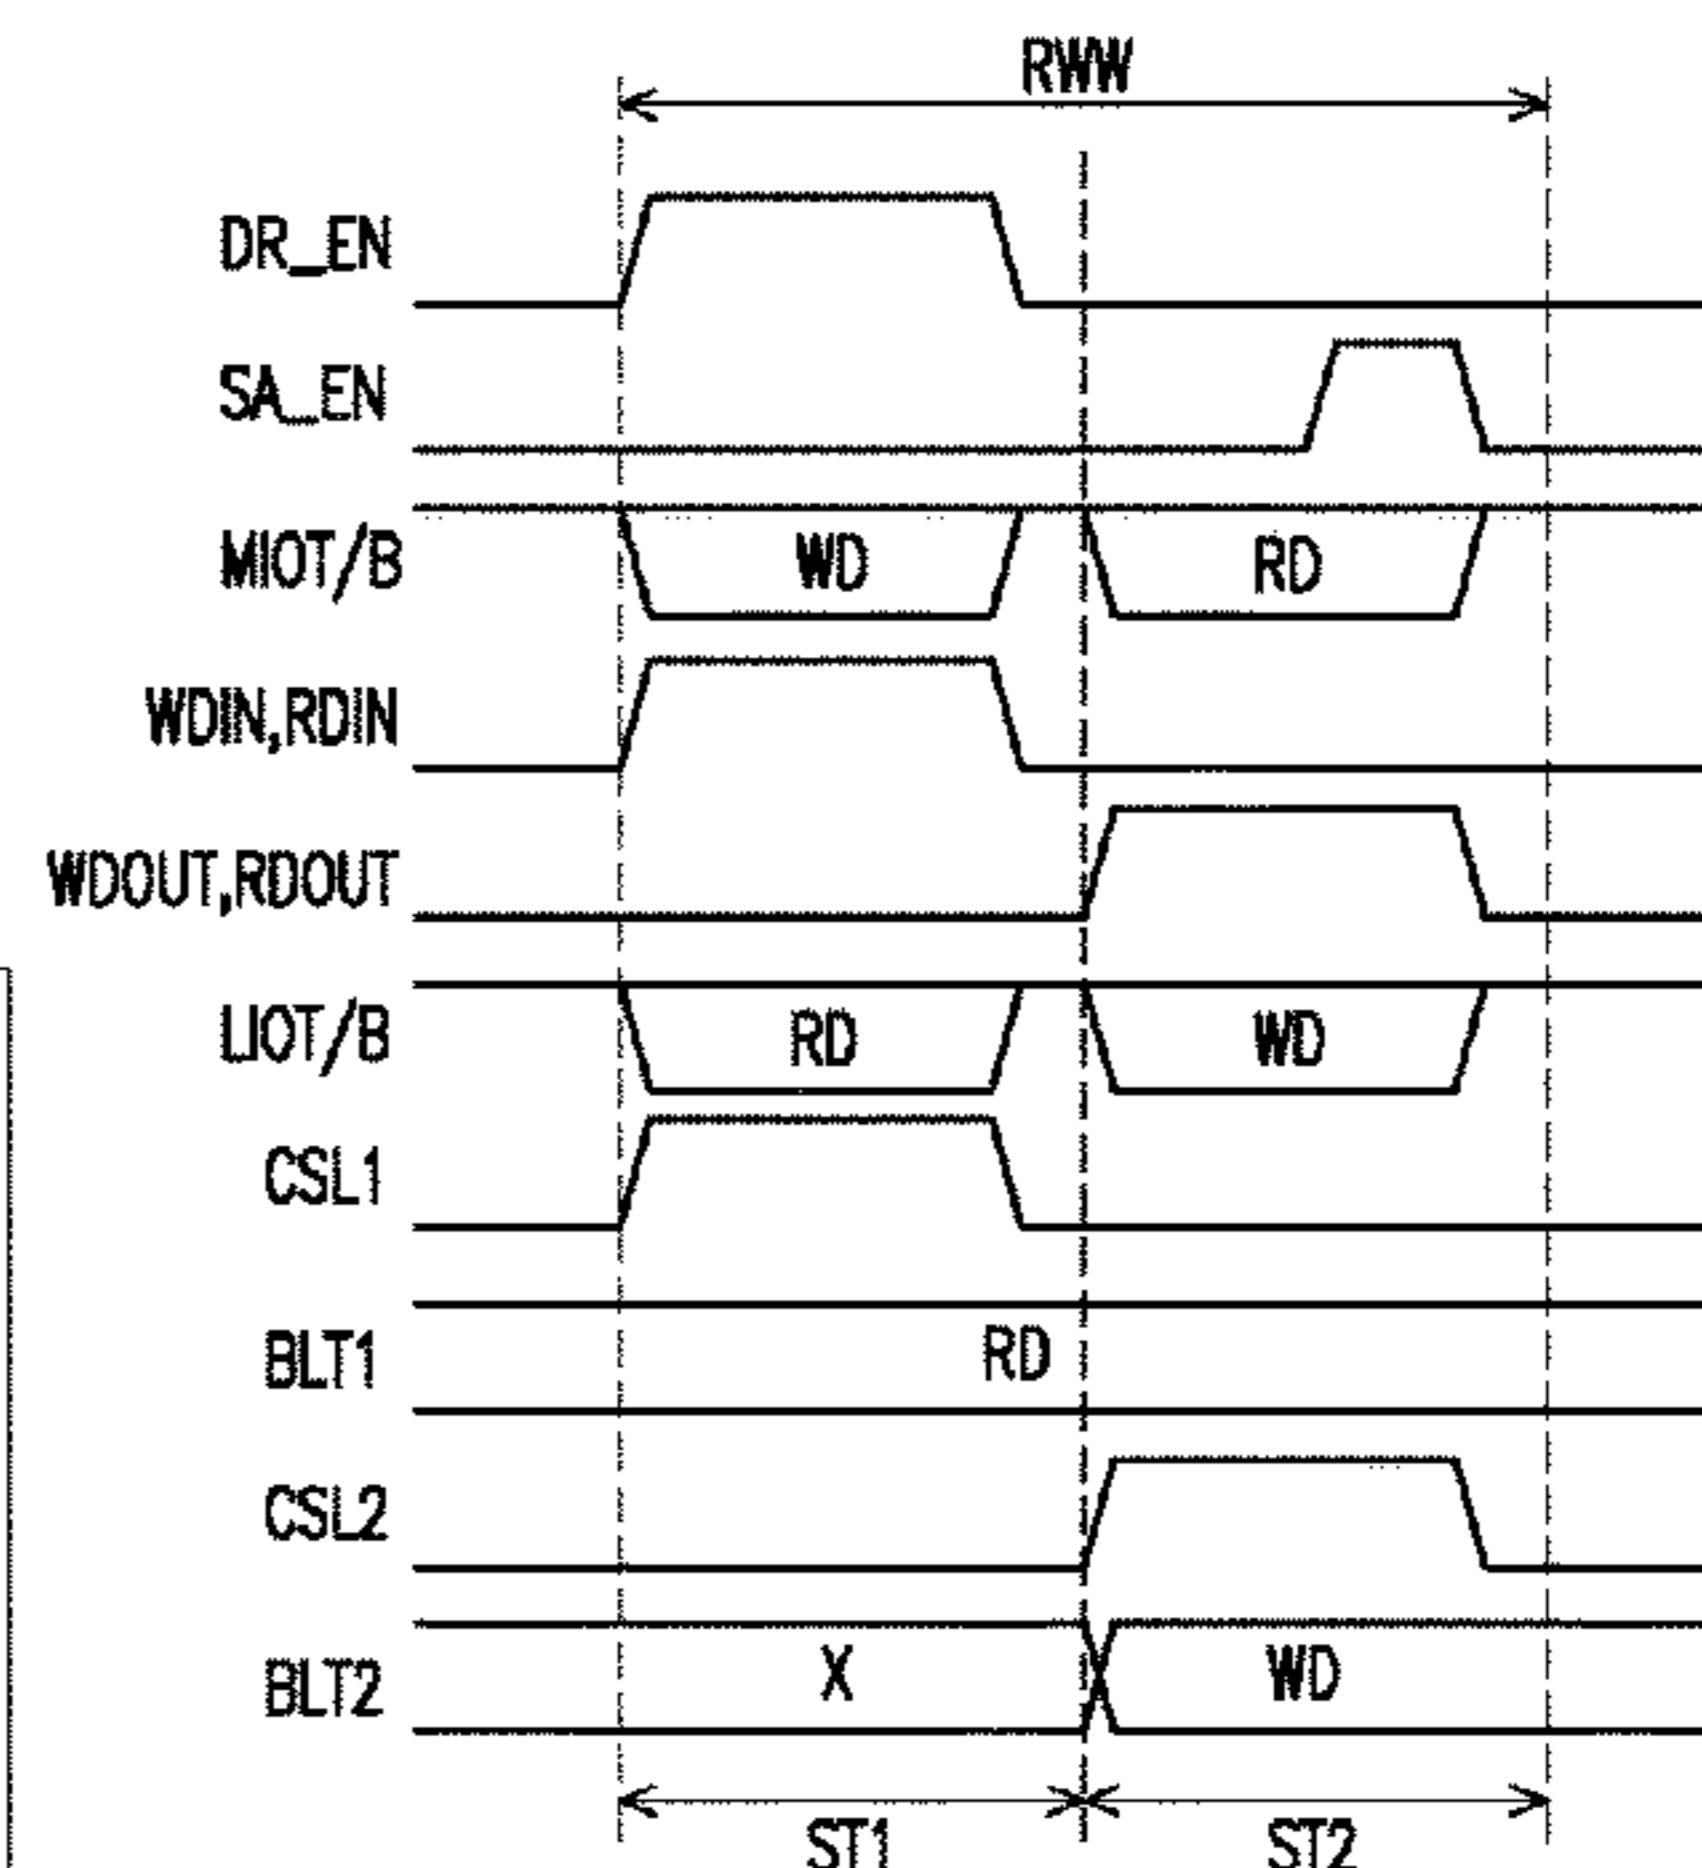 RWW
DR_EN
SA_EN
MIOT/B WD RD
WDIN,RDIN
WDOUT,RDOUT
LIOT/B RD WD
CSL1
BLT1 RD
CSL2
BLT2 X WD
ST1 ST2